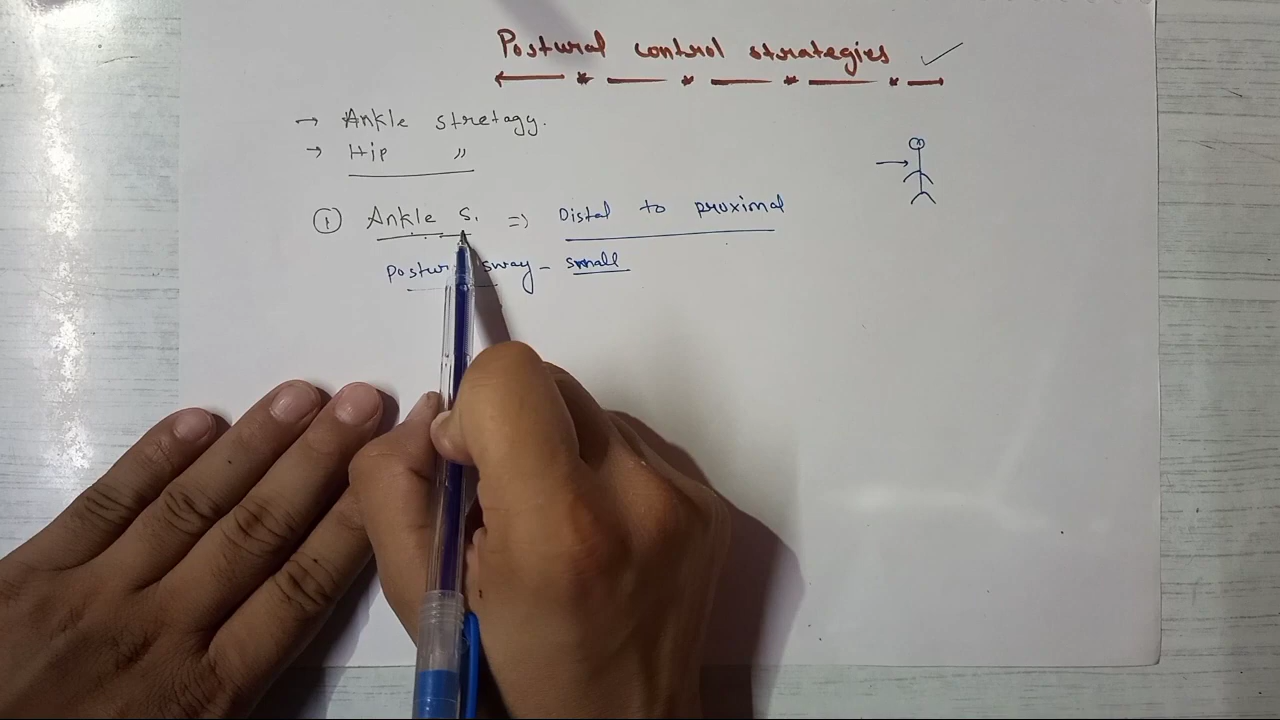 Postural control strategies
→ Ankle stretagy.
→ Hip "
① Ankle S. ⇒ Distal to proximal
sway - small